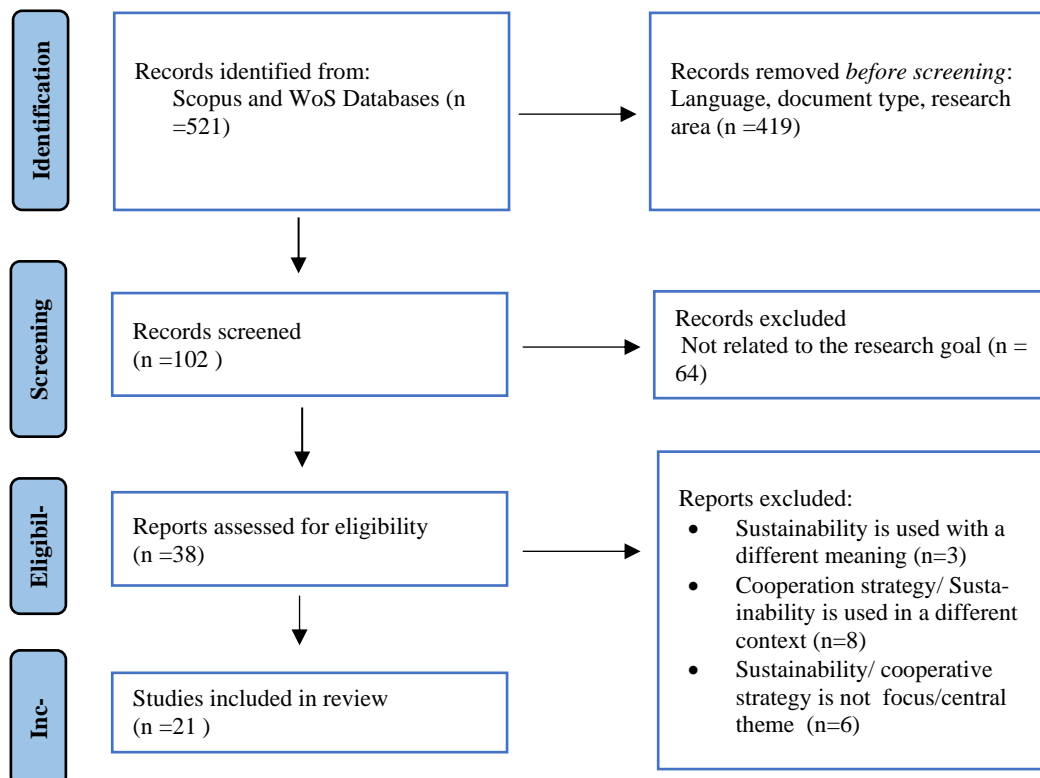 Identification
Records identified from:
Scopus and WoS Databases (n
=521)
Records removed before screening:
Language, document type, research
area (n =419)
Screening
Records screened
(n =102 )
Records excluded
Not related to the research goal (n =
64)
Eligibil-
Reports assessed for eligibility
(n =38)
Reports excluded:
• Sustainability is used with a
different meaning (n=3)
• Cooperation strategy/ Susta-
inability is used in a different
context (n=8)
• Sustainability/ cooperative
strategy is not focus/central
theme (n=6)
Inc-
Studies included in review
(n =21 )